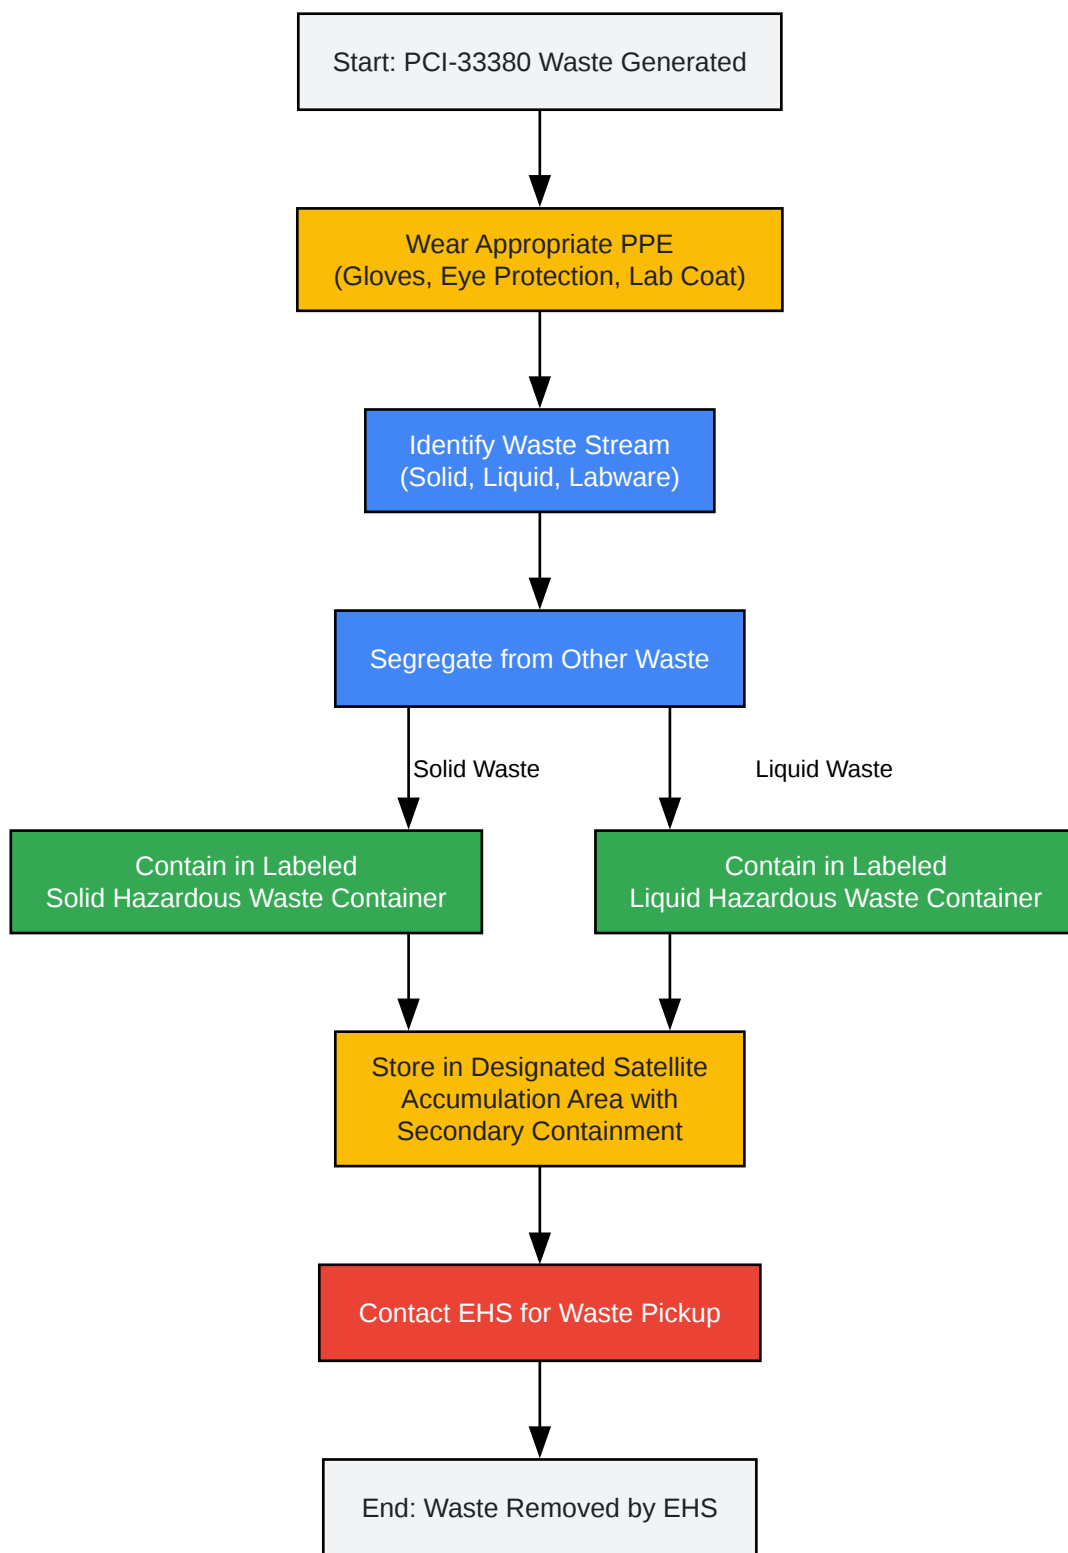 Start: PCI-33380 Waste Generated
Wear Appropriate PPE
(Gloves, Eye Protection, Lab Coat)
Identify Waste Stream
(Solid, Liquid, Labware)
Segregate from Other Waste
Solid Waste
Liquid Waste
Contain in Labeled
Solid Hazardous Waste Container
Contain in Labeled
Liquid Hazardous Waste Container
Store in Designated Satellite
Accumulation Area with
Secondary Containment
Contact EHS for Waste Pickup
End: Waste Removed by EHS